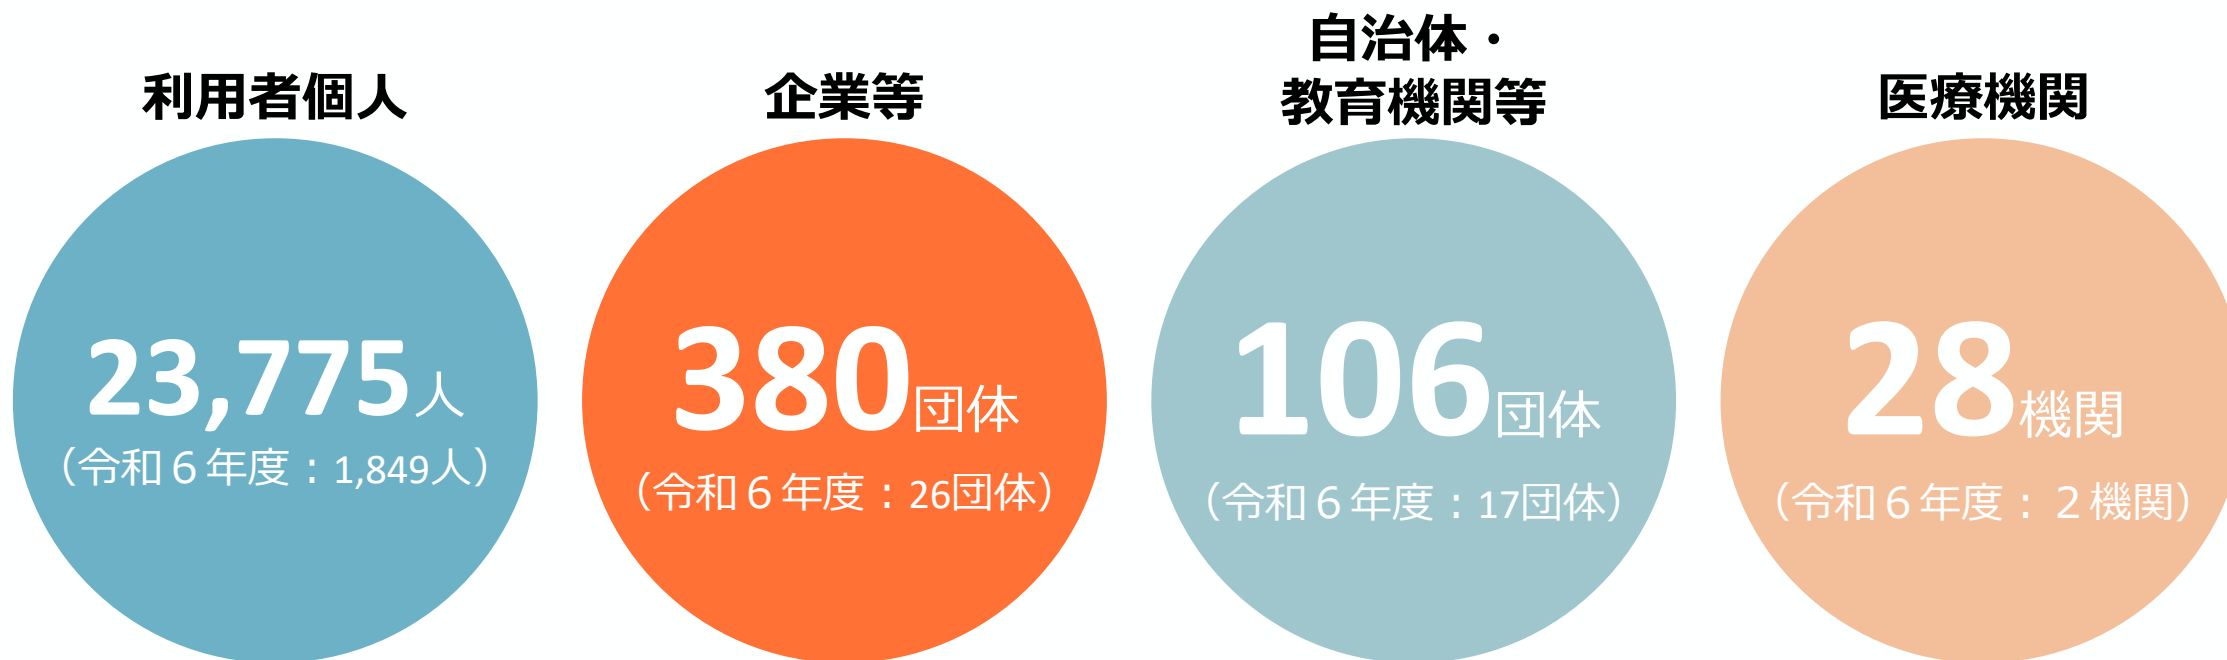 利用者個人
23,775人
（令和６年度：1,849人）
企業等
380団体
（令和６年度：26団体）
自治体・
教育機関等
106団体
（令和６年度：17団体）
医療機関
28機関
（令和６年度：２機関）